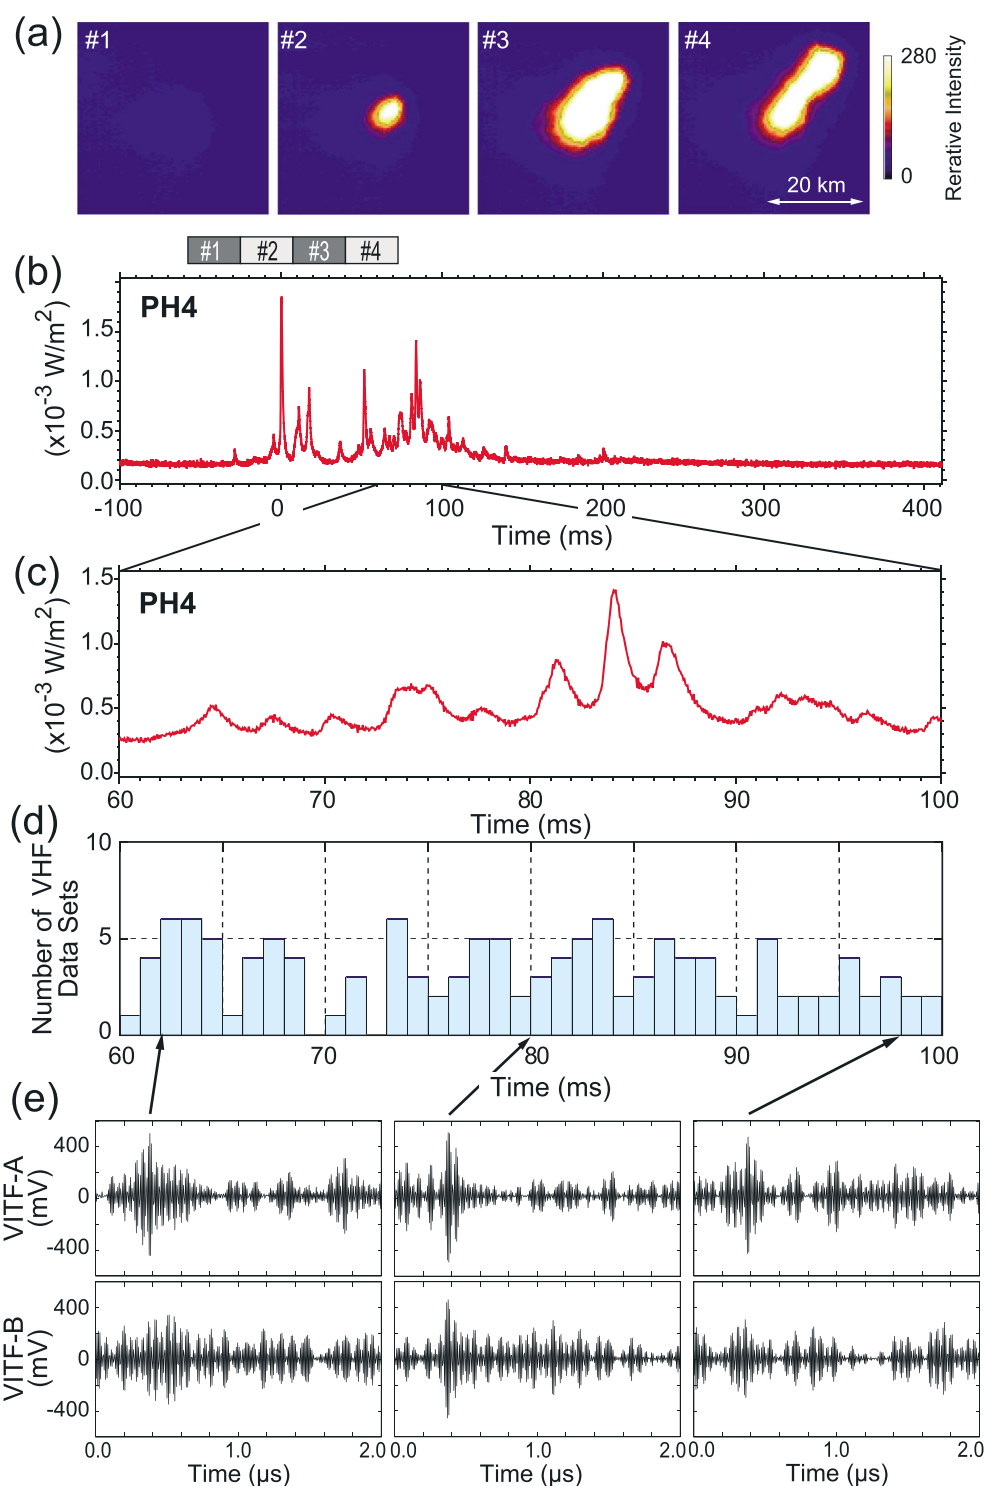 (a)
#1 #2 #3 #4
280
0
Rerative Intensity
20 km
#1 #2 #3 #4
(b)
PH4
(x10-3 W/m2)
1.5
1.0
0.5
0.0
-100 0 100 200 300 400
Time (ms)
(c)
PH4
(x10-3 W/m2)
1.5
1.0
0.5
0.0
60 70 80 90 100
Time (ms)
(d)
Number of VHF
Data Sets
10
5
0
60 70 80 90 100
Time (ms)
(e)
VITF-A
(mV)
400
0
-400
VITF-B
(mV)
400
0
-400
0.0 1.0 2.0 0.0 1.0 2.0 0.0 1.0 2.0
Time (µs) Time (µs) Time (µs)